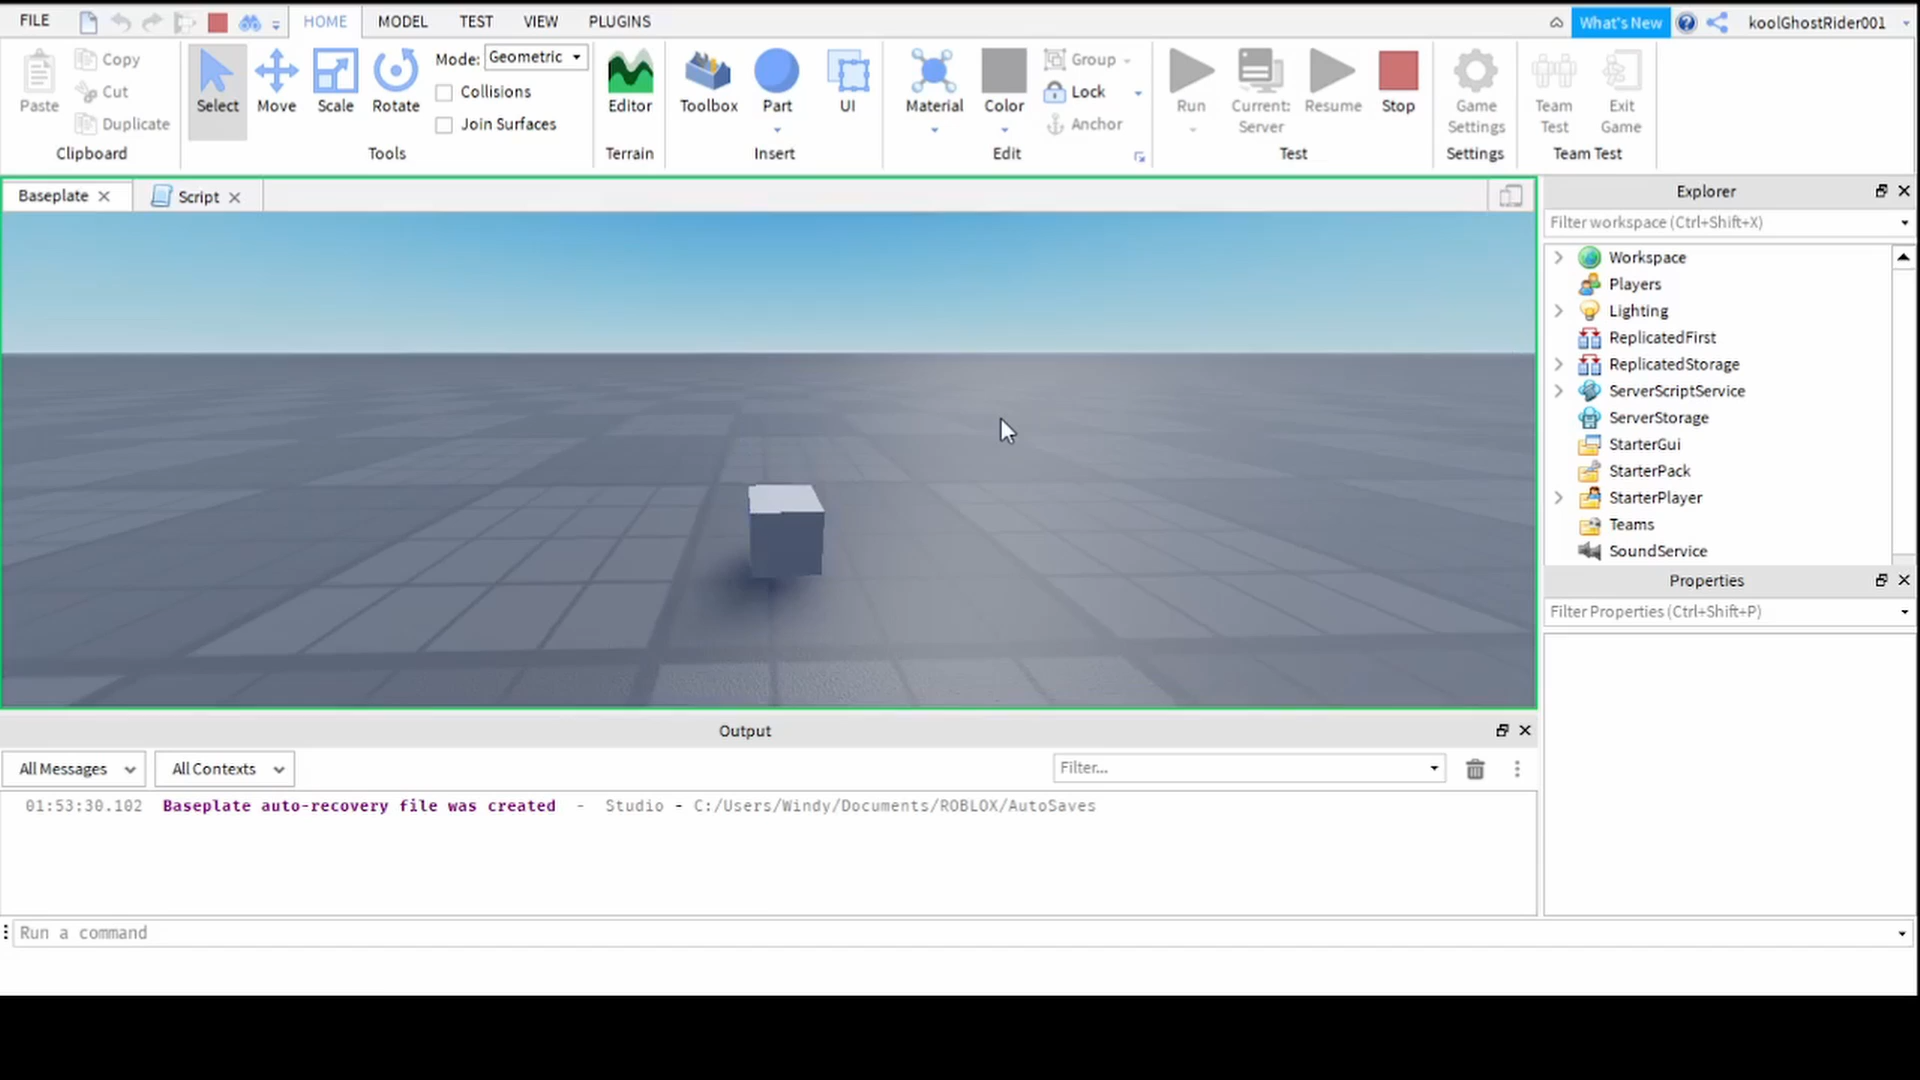 FILE HOME MODEL TEST VIEW PLUGINS What's New koolGhostRider001
Paste Copy Cut Duplicate
Clipboard
Select Move Scale Rotate Mode: Geometric
Collisions
Join Surfaces
Tools
Editor
Terrain
Toolbox Part UI
Insert
Material Color Group Lock Anchor
Edit
Run Current: Server Resume Stop
Test
Game Settings
Settings
Team Test Exit Game
Team Test
Baseplate Script
Explorer
Filter workspace (Ctrl+Shift+X)
Workspace
Players
Lighting
ReplicatedFirst
ReplicatedStorage
ServerScriptService
ServerStorage
StarterGui
StarterPack
StarterPlayer
Teams
SoundService
Properties
Filter Properties (Ctrl+Shift+P)
Output
All Messages All Contexts Filter...
01:53:30.102 Baseplate auto-recovery file was created - Studio - C:/Users/Windy/Documents/ROBLOX/AutoSaves
Run a command